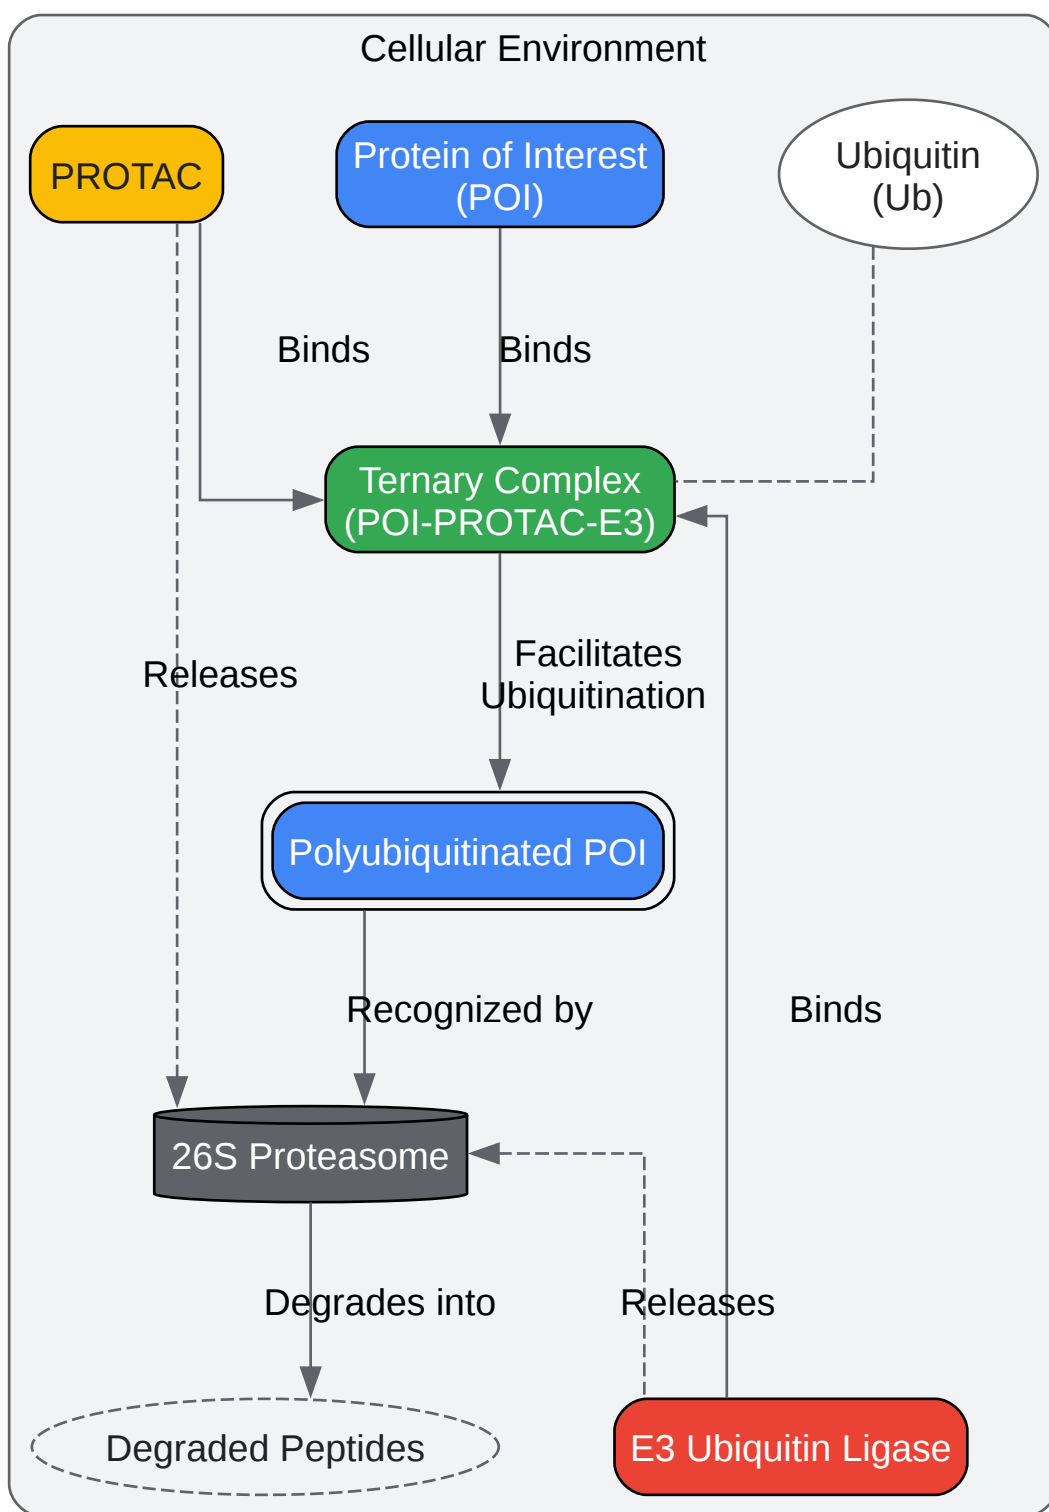 Cellular Environment
PROTAC
Protein of Interest
(POI)
Ubiquitin
(Ub)
Binds
Binds
Ternary Complex
(POI-PROTAC-E3)
Releases
Facilitates
Ubiquitination
Polyubiquitinated POI
Recognized by
Binds
26S Proteasome
Degrades into
Releases
Degraded Peptides
E3 Ubiquitin Ligase